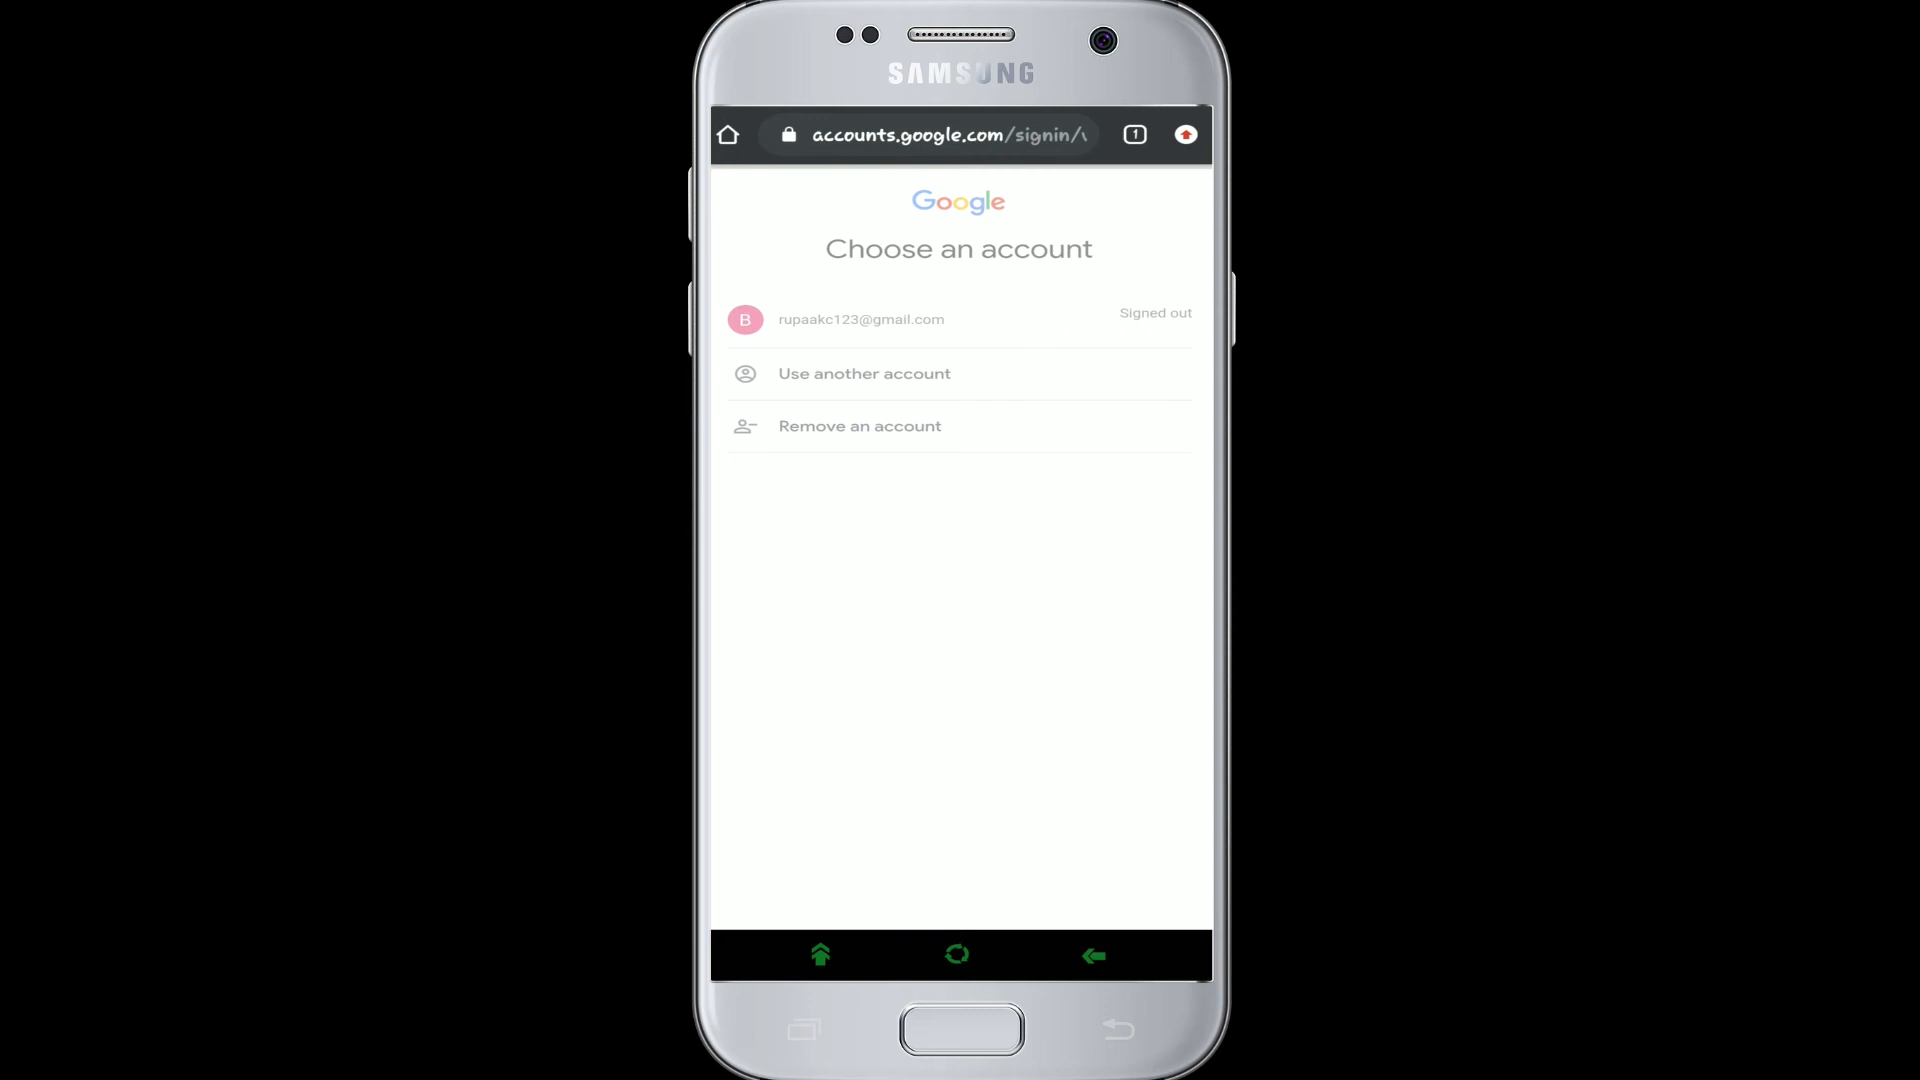 SAMSUNG
accounts.google.com/signin/v
1
Google
Choose an account
B
rupaakc123@gmail.com
Signed out
Use another account
Remove an account